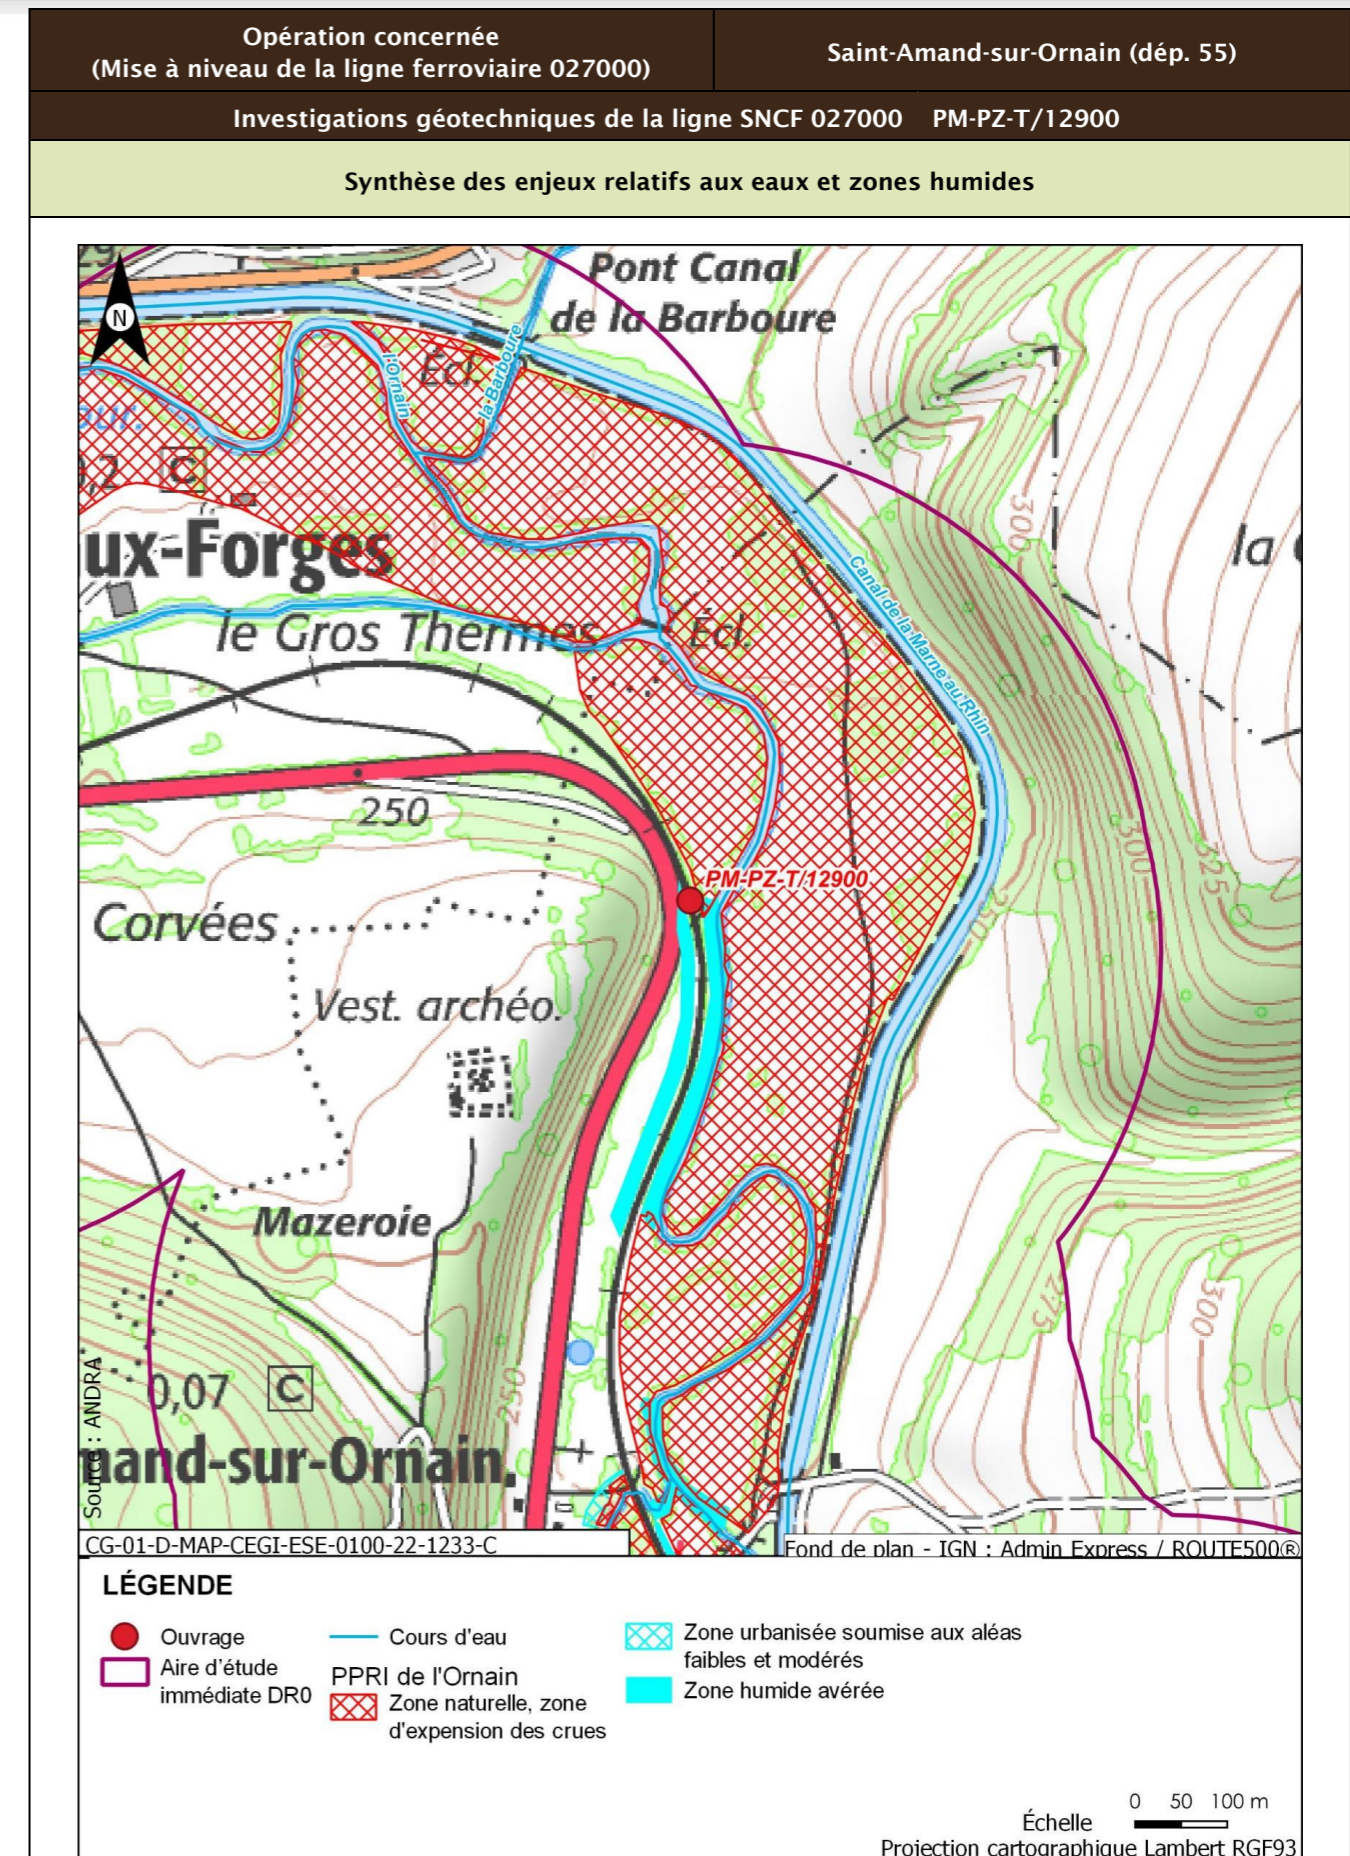 Opération concernée
(Mise à niveau de la ligne ferroviaire 027000)
Saint-Amand-sur-Ornain (dép. 55)
Investigations géotechniques de la ligne SNCF 027000 PM-PZ-T/12900
Synthèse des enjeux relatifs aux eaux et zones humides
N
Pont Canal
de la Barboure
l'Ornain
Écl.
la Barboure
C
ux-Forges
le Gros Thermes
Écl.
Canal de la Marne au Rhin
300
la
250
PM-PZ-T/12900
300
325
250
Corvées
Vest. archéo.
Mazeroie
275
300
0,07 C
250
mand-sur-Ornain
Source : ANDRA
CG-01-D-MAP-CEGI-ESE-0100-22-1233-C
Fond de plan - IGN : Admin Express / ROUTE500®
LÉGENDE
Ouvrage
Aire d'étude
immédiate DR0
Cours d'eau
PPRI de l'Ornain
Zone naturelle, zone
d'expension des crues
Zone urbanisée soumise aux aléas
faibles et modérés
Zone humide avérée
0 50 100 m
Échelle
Projection cartographique Lambert RGF93